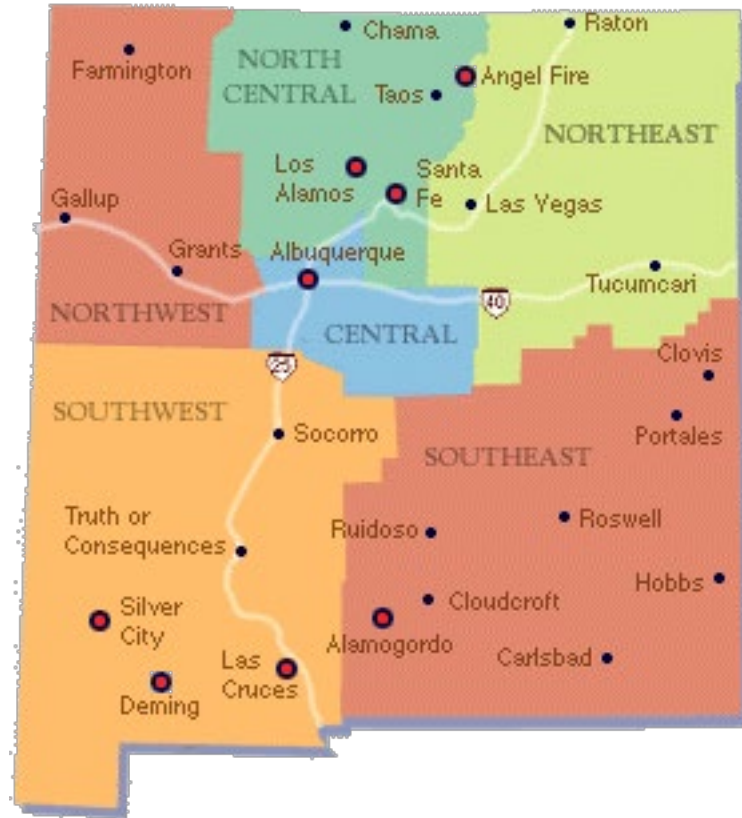 Chama
Raton
NORTH
CENTRAL
Farmington
Angel Fire
Taos
NORTHEAST
Los
Alamos
Santa
Fe
Gallup
Las Vegas
Grants
Albuquerque
Tucumcari
40
NORTHWEST
CENTRAL
Clovis
25
SOUTHWEST
Socorro
Portales
SOUTHEAST
Truth or
Consequences
Ruidoso
Roswell
Hobbs
Silver
City
Cloudcroft
Alamogordo
Carlsbad
Las
Cruces
Deming